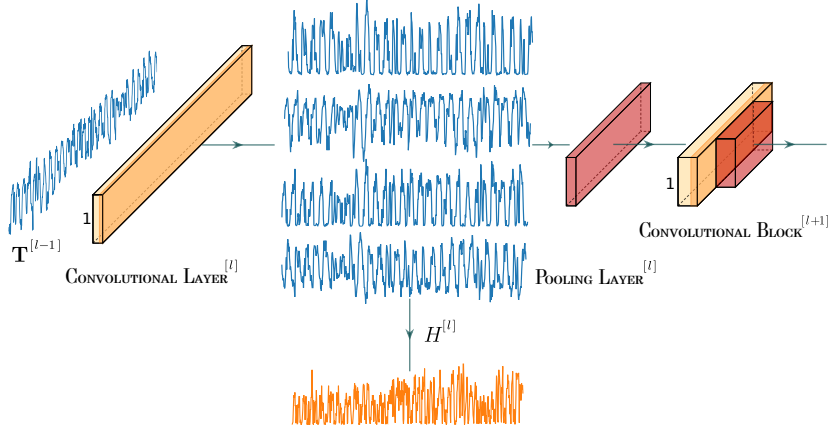 1
T[l−1]
Convolutional Layer[l]
Pooling Layer[l]
1
Convolutional Block[l+1]
H[l]